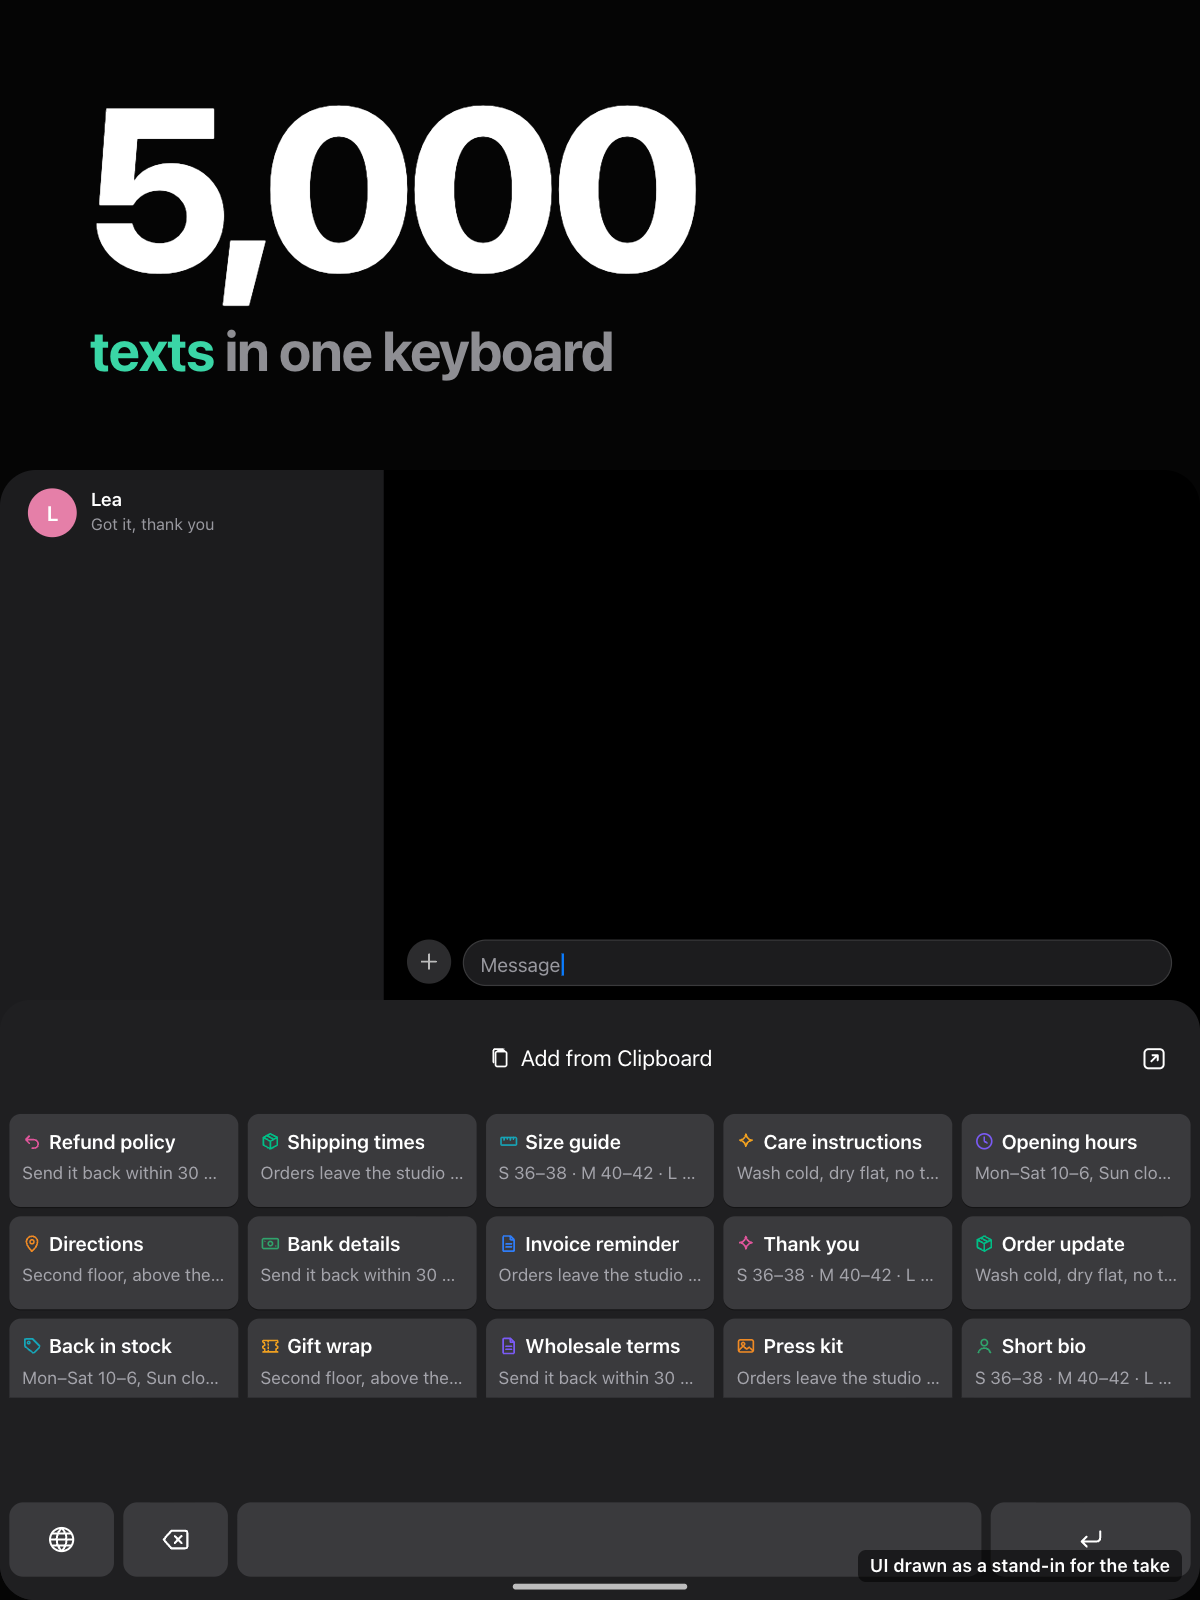 5,000
texts in one keyboard
L
Lea
Got it, thank you
Message
Add from Clipboard
Refund policy
Send it back within 30 ...
Shipping times
Orders leave the studio ...
Size guide
S 36–38 · M 40–42 · L ...
Care instructions
Wash cold, dry flat, no t...
Opening hours
Mon–Sat 10–6, Sun clo...
Directions
Second floor, above the...
Bank details
Send it back within 30 ...
Invoice reminder
Orders leave the studio ...
Thank you
S 36–38 · M 40–42 · L ...
Order update
Wash cold, dry flat, no t...
Back in stock
Mon–Sat 10–6, Sun clo...
Gift wrap
Second floor, above the...
Wholesale terms
Send it back within 30 ...
Press kit
Orders leave the studio ...
Short bio
S 36–38 · M 40–42 · L ...
UI drawn as a stand-in for the take